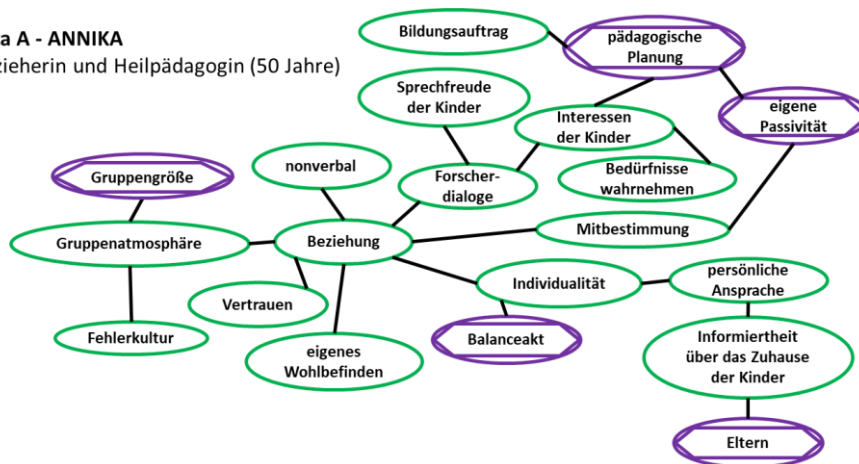 a A - ANNIKA
zieherin und Heilpädagogin (50 Jahre)
Bildungsauftrag
pädagogische
Planung
Sprechfreude
der Kinder
eigene
Passivität
Interessen
der Kinder
nonverbal
Gruppengröße
Forscher-
dialoge
Bedürfnisse
wahrnehmen
Gruppenatmosphäre
Beziehung
Mitbestimmung
persönliche
Ansprache
Individualität
Vertrauen
Fehlerkultur
eigenes
Wohlbefinden
Balanceakt
Informiertheit
über das Zuhause
der Kinder
Eltern